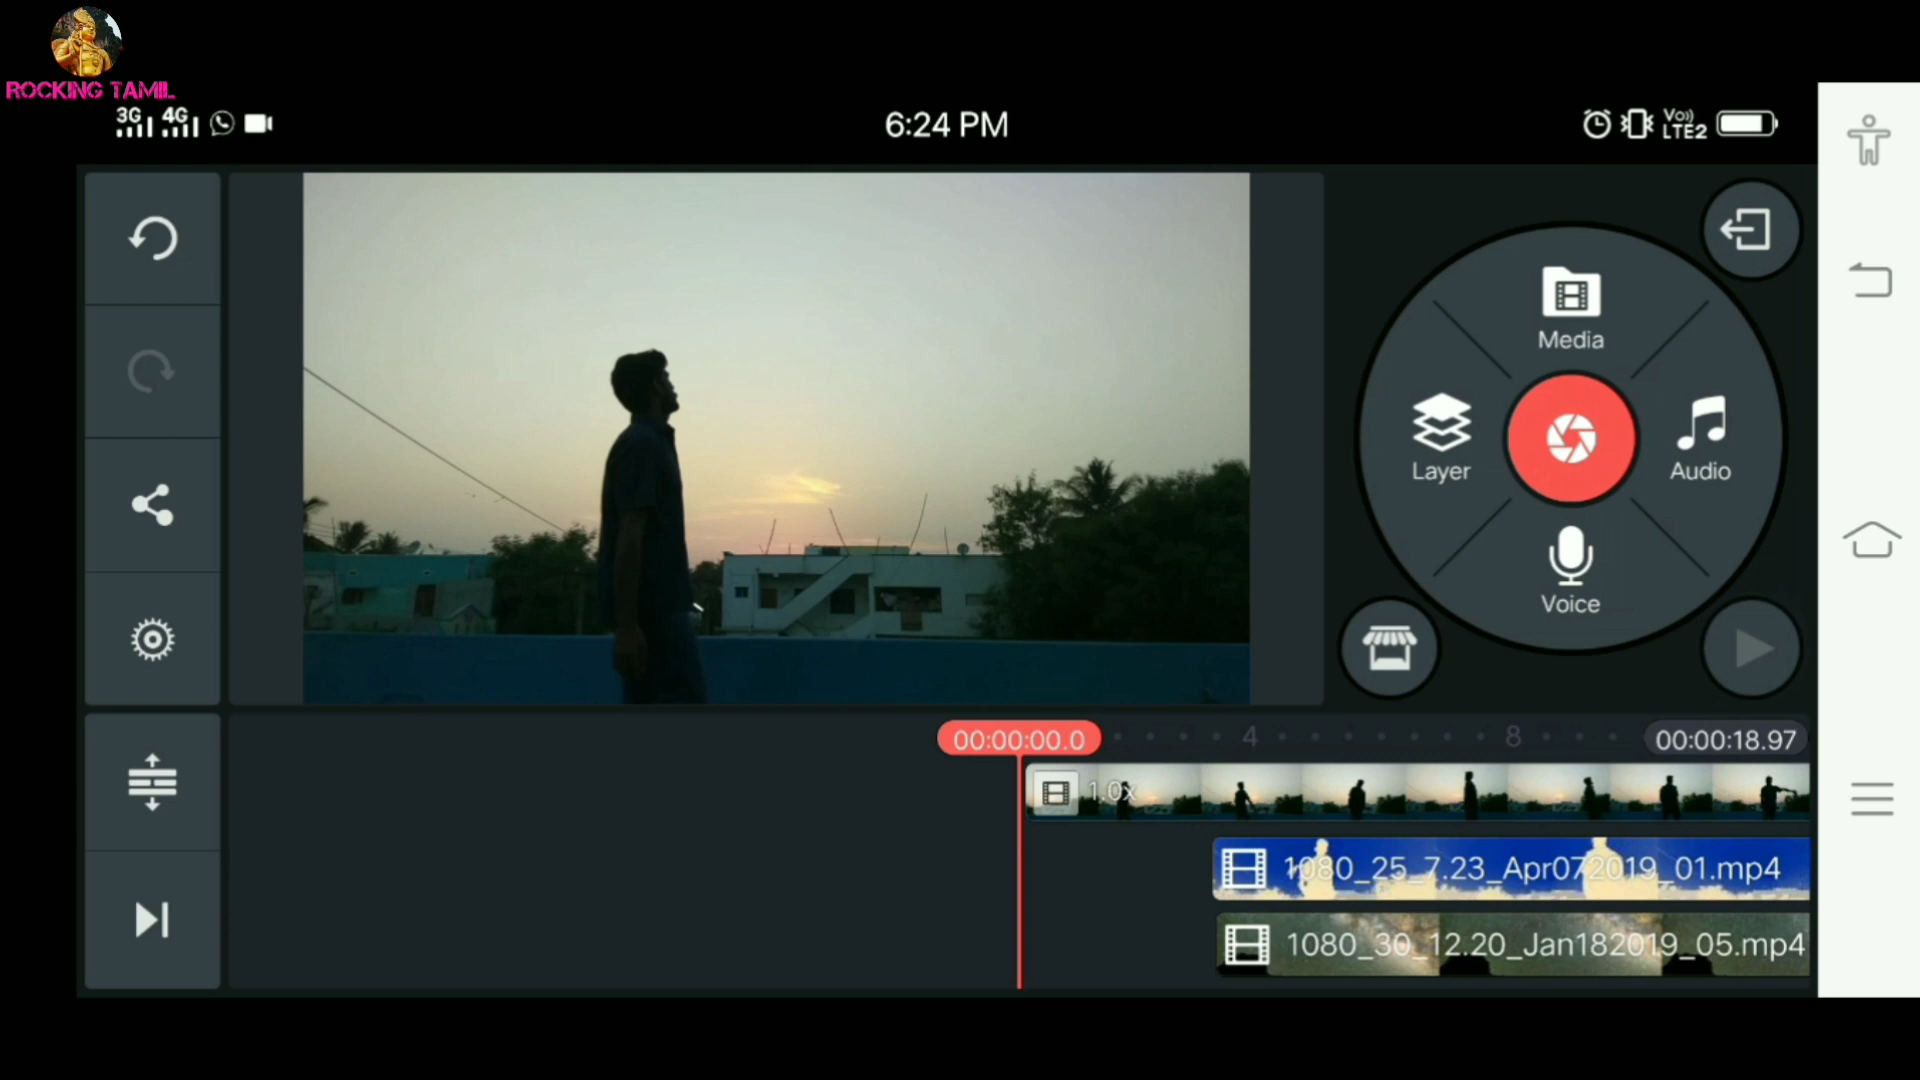 ROCKING TAMIL
3G 4G 6:24 PM Vo)) LTE2
Media
Layer
Audio
Voice
00:00:00.0 4 8 00:00:18.97
1.0x
1080_25_7.23_Apr072019_01.mp4
1080_30_12.20_Jan182019_05.mp4